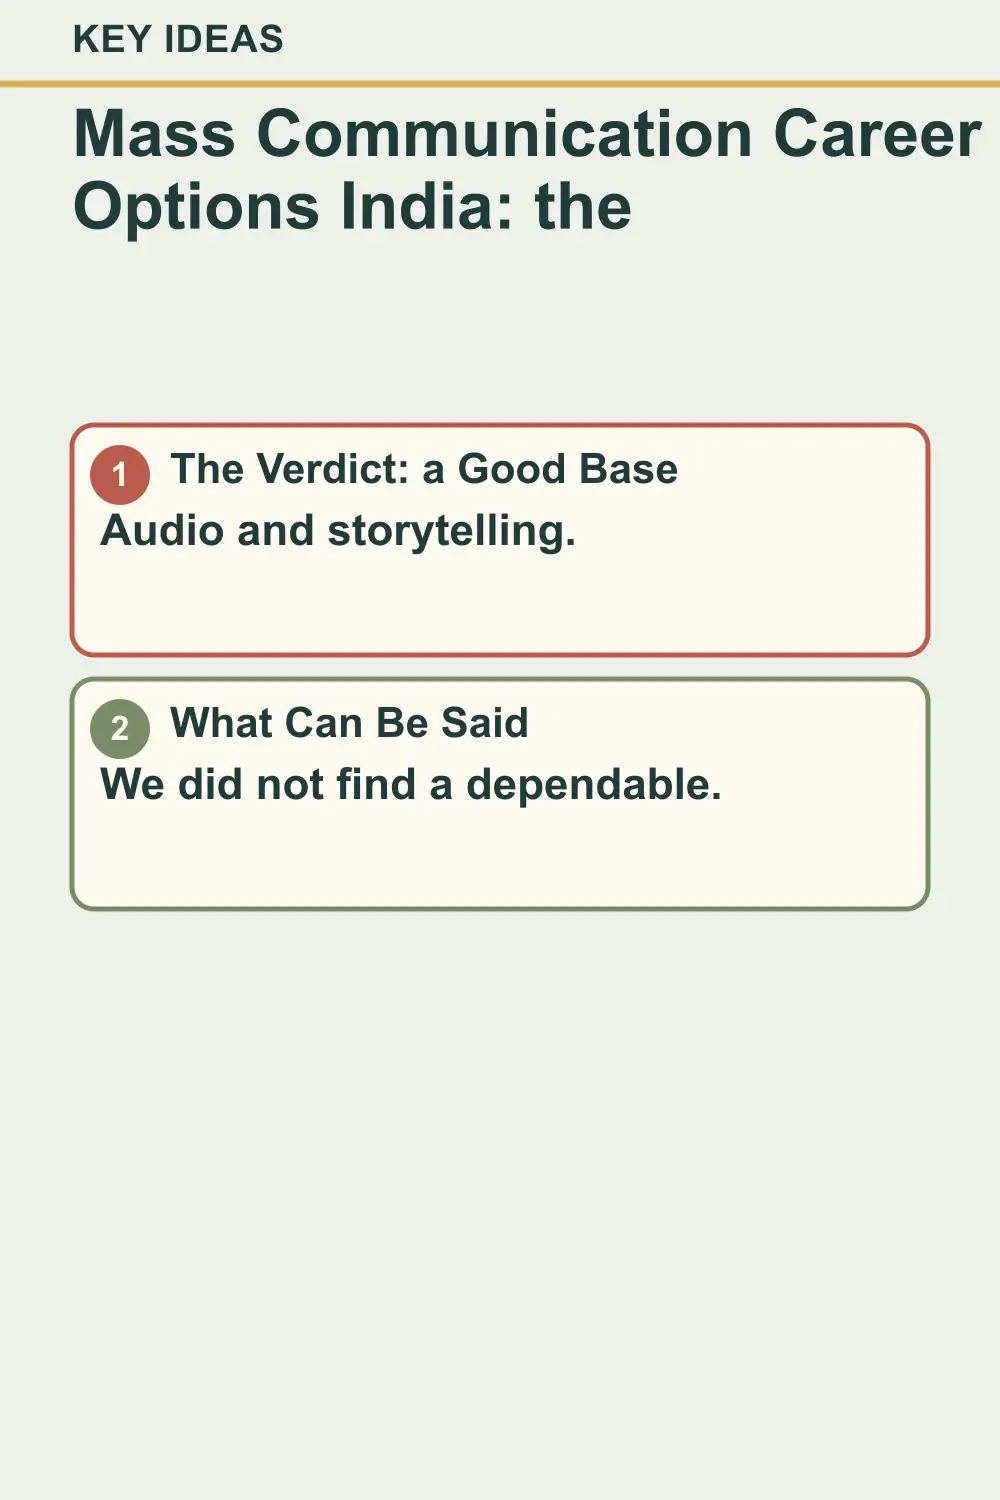 KEY IDEAS
Mass Communication Career
Options India: the
1 The Verdict: a Good Base
Audio and storytelling.
2 What Can Be Said
We did not find a dependable.